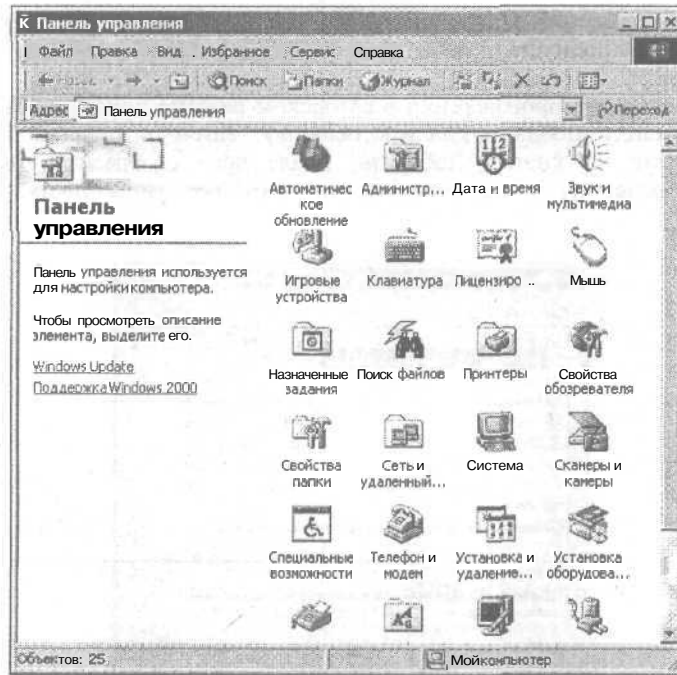 Панель управления
Файл Правка Вид Избранное Сервис Справка
Поиск Папки Журнал
Адрес Панель управления Переход
Панель
управления
Панель управления используется
для настройки компьютера.
Чтобы просмотреть описание
элемента, выделите его.
Windows Update
Поддержка Windows 2000
Автоматичес
кое
обновление
Администр...
Дата и время
Звук и
мультимедиа
Игровые
устройства
Клавиатура
Лицензиро ..
Мышь
Назначенные
задания
Поиск файлов
Принтеры
Свойства
обозревателя
Свойства
папки
Сеть и
удаленный...
Система
Сканеры и
камеры
Специальные
возможности
Телефон и
модем
Установка и
удаление...
Установка
оборудова...
Объектов: 25
Мой компьютер